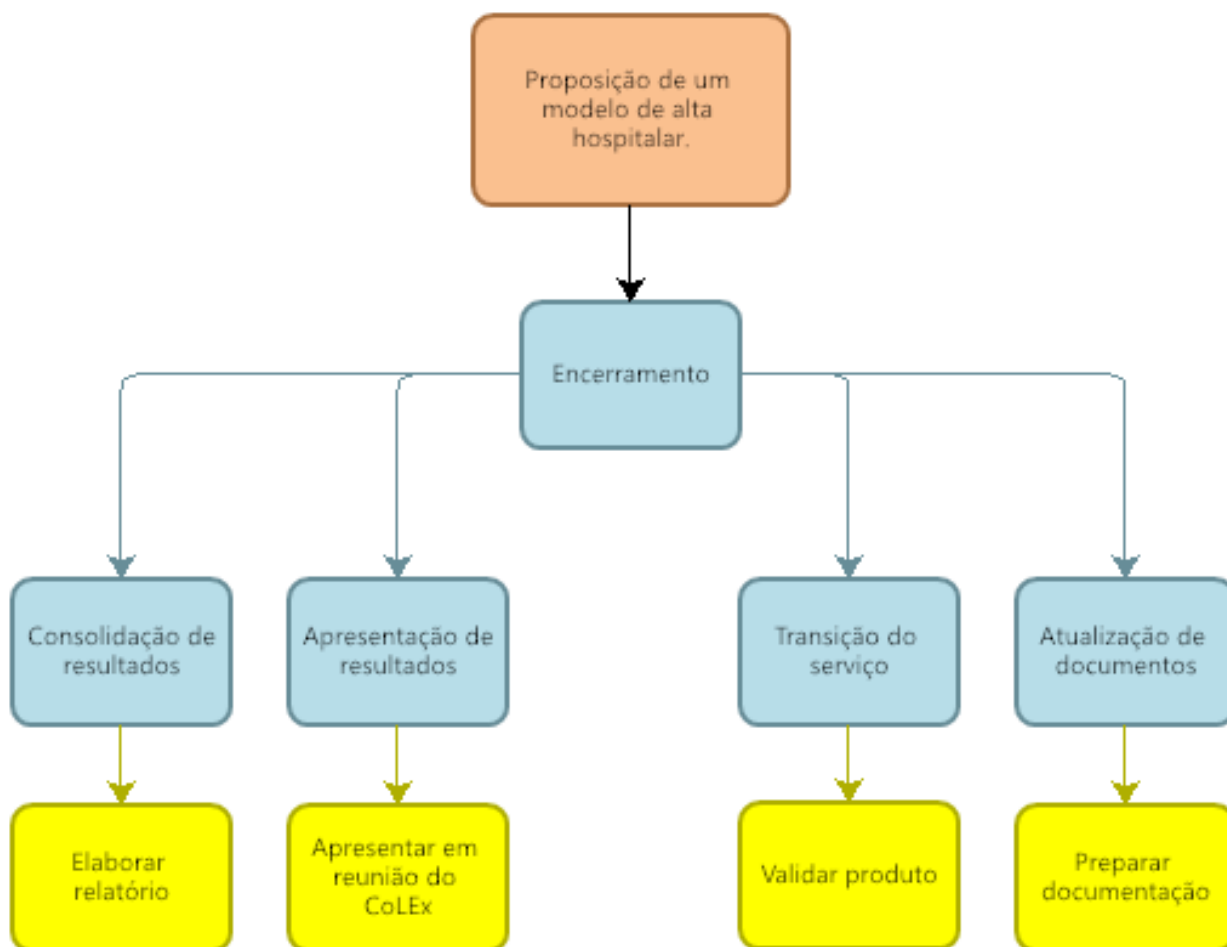 Proposição de um
modelo de alta
hospitalar.
Encerramento
Consolidação de
resultados
Apresentação de
resultados
Transição do
serviço
Atualização de
documentos
Elaborar
relatório
Apresentar em
reunião do
CoLEx
Validar produto
Preparar
documentação